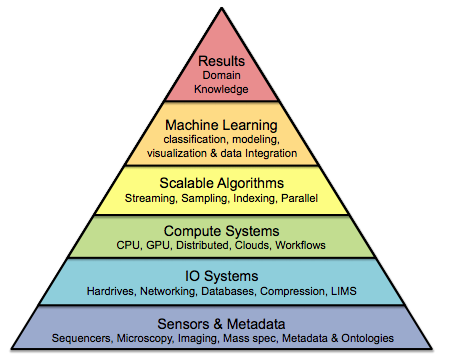 Results
Domain
Knowledge
Machine Learning
classification, modeling,
visualization & data Integration
Scalable Algorithms
Streaming, Sampling, Indexing, Parallel
Compute Systems
CPU, GPU, Distributed, Clouds, Workflows
IO Systems
Hardrives, Networking, Databases, Compression, LIMS
Sensors & Metadata
Sequencers, Microscopy, Imaging, Mass spec, Metadata & Ontologies